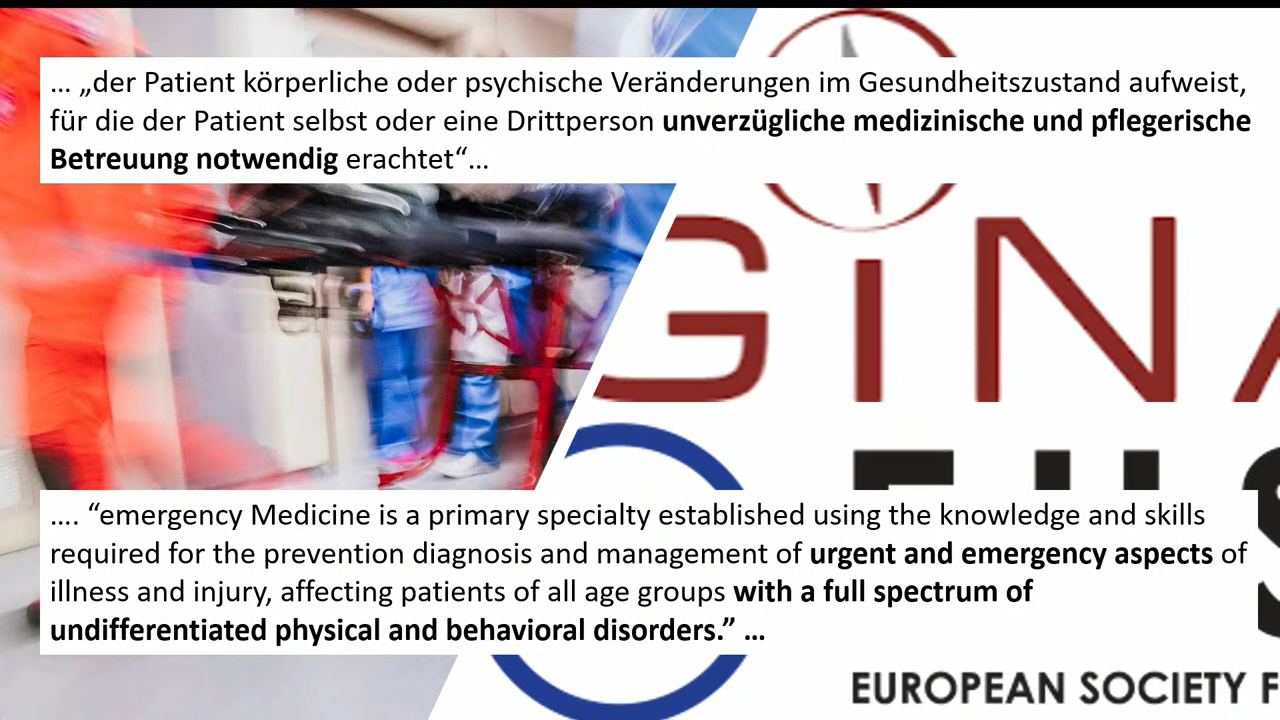 … „der Patient körperliche oder psychische Veränderungen im Gesundheitszustand aufweist,
für die der Patient selbst oder eine Drittperson unverzügliche medizinische und pflegerische
Betreuung notwendig erachtet“…
GiNA
…. “emergency Medicine is a primary specialty established using the knowledge and skills
required for the prevention diagnosis and management of urgent and emergency aspects of
illness and injury, affecting patients of all age groups with a full spectrum of
undifferentiated physical and behavioral disorders.” …
EUROPEAN SOCIETY F